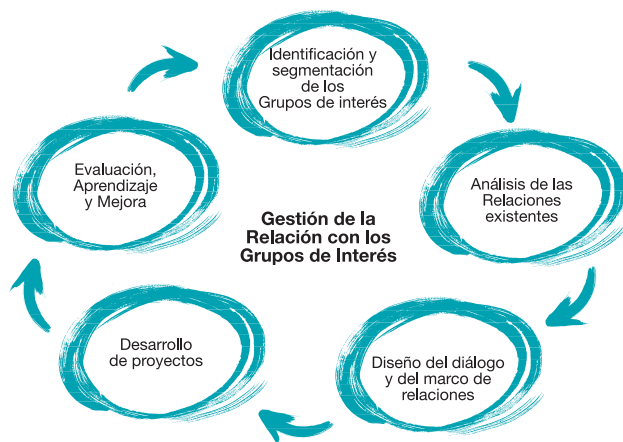 Identificación y
segmentación
de los
Grupos de interés
Análisis de las
Relaciones
existentes
Diseño del diálogo
y del marco de
relaciones
Desarrollo
de proyectos
Evaluación,
Aprendizaje
y Mejora
Gestión de la
Relación con los
Grupos de Interés